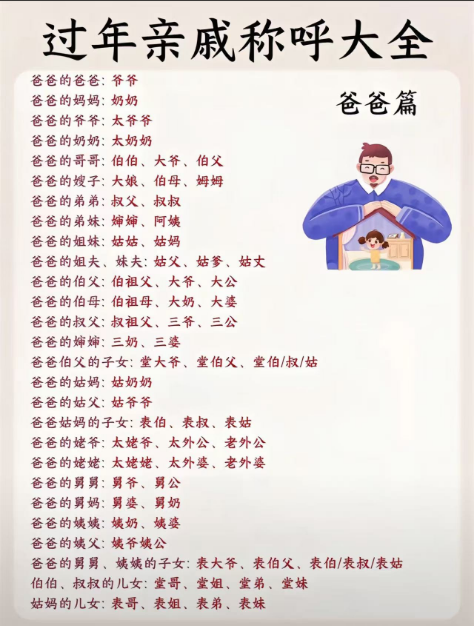 过年亲戚称呼大全
爸爸篇
爸爸的爸爸: 爷爷
爸爸的妈妈: 奶奶
爸爸的爷爷: 太爷爷
爸爸的奶奶: 太奶奶
爸爸的哥哥: 伯伯、大爷、伯父
爸爸的嫂子: 大娘、伯母、姆姆
爸爸的弟弟: 叔父、叔叔
爸爸的弟妹: 婶婶、阿姨
爸爸的姐妹: 姑姑、姑妈
爸爸的姐夫、妹夫: 姑父、姑爹、姑丈
爸爸的伯父: 伯祖父、大爷、大公
爸爸的伯母: 伯祖母、大奶、大婆
爸爸的叔父: 叔祖父、三爷、三公
爸爸的婶婶: 三奶、三婆
爸爸伯父的子女: 堂大爷、堂伯父、堂伯/叔/姑
爸爸的姑妈: 姑奶奶
爸爸的姑父: 姑爷爷
爸爸姑妈的子女: 表伯、表叔、表姑
爸爸的姥爷: 太姥爷、太外公、老外公
爸爸的姥姥: 太姥姥、太外婆、老外婆
爸爸的舅舅: 舅爷、舅公
爸爸的舅妈: 舅婆、舅奶
爸爸的姨姨: 姨奶、姨婆
爸爸的姨父: 姨爷姨公
爸爸的舅舅、姨姨的子女: 表大爷、表伯父、表伯/表叔/表姑
伯伯、叔叔的儿女: 堂哥、堂姐、堂弟、堂妹
姑妈的儿女: 表哥、表姐、表弟、表妹